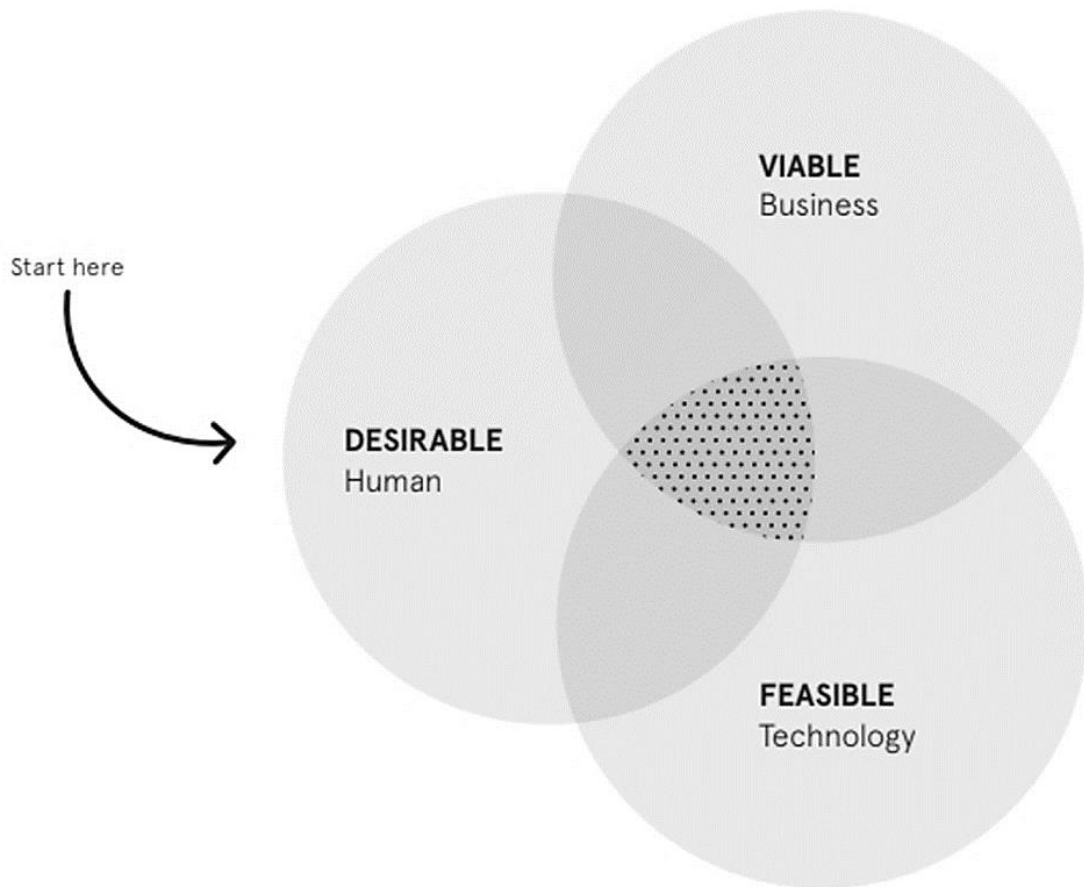 VIABLE
Business
Start here
DESIRABLE
Human
FEASIBLE
Technology